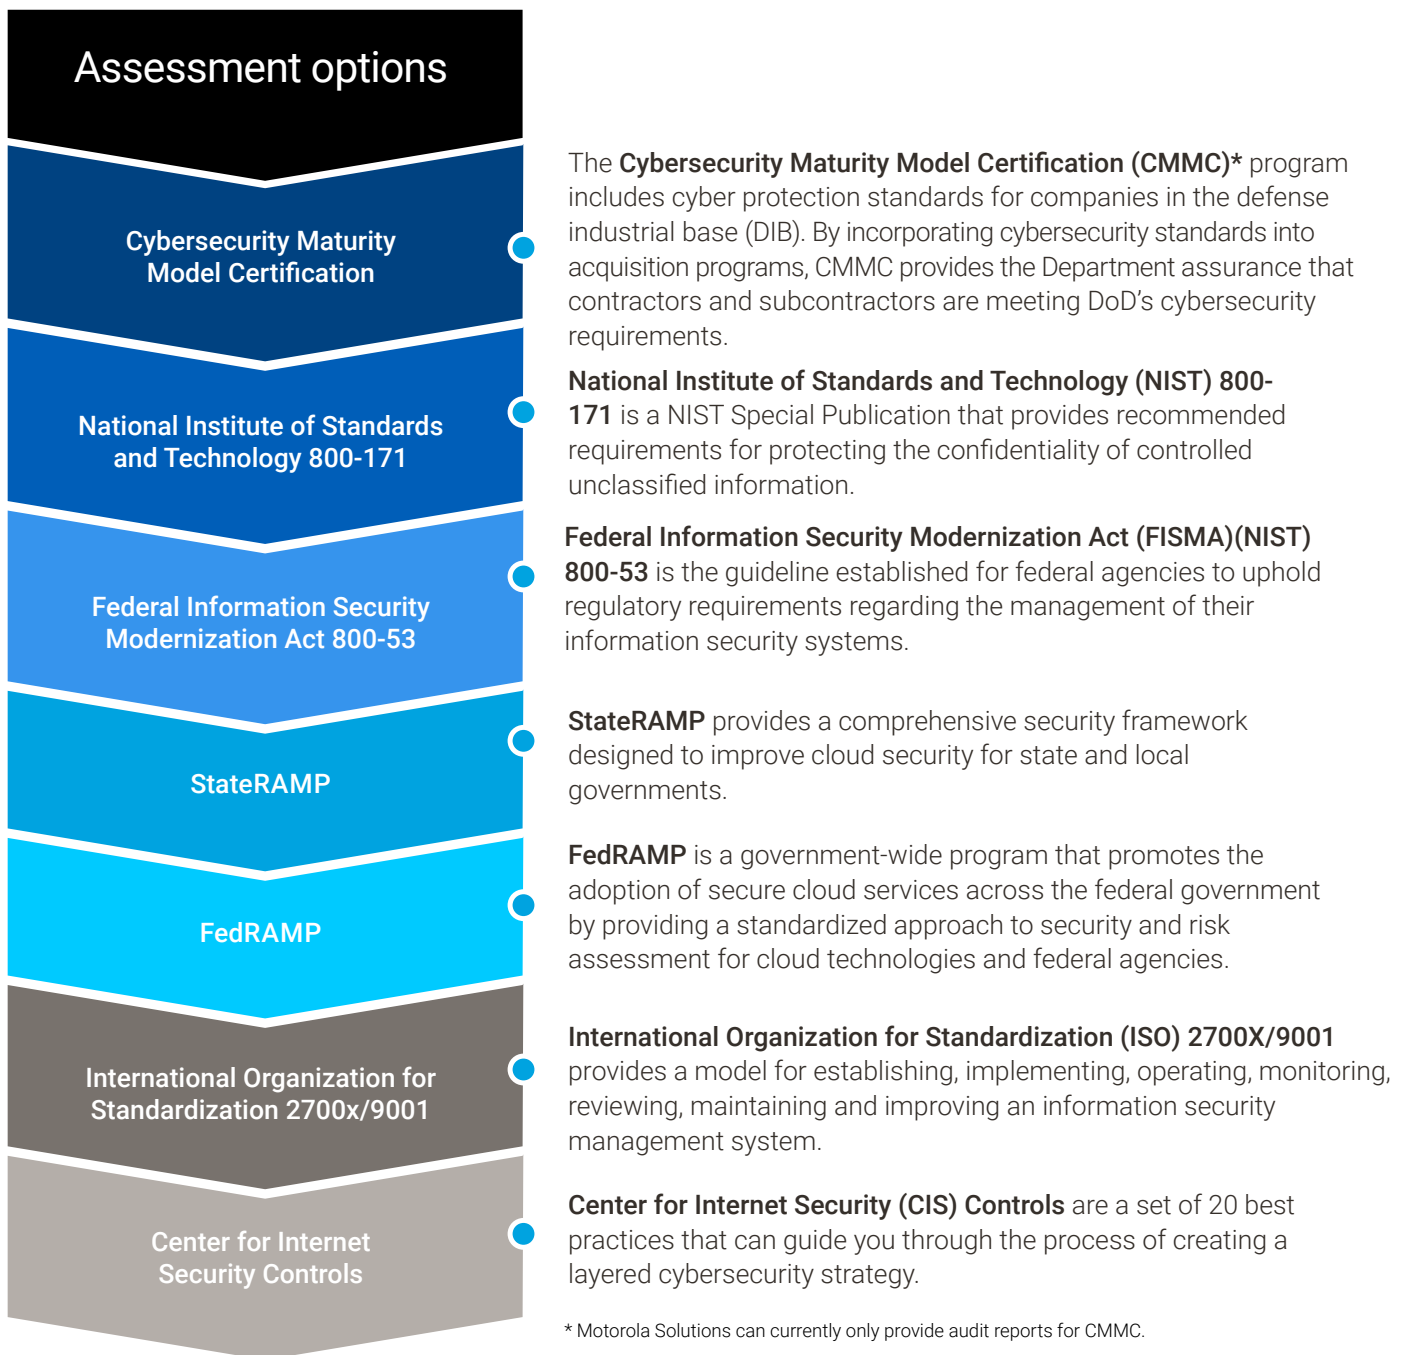 Assessment options
Cybersecurity Maturity
Model Certification
The Cybersecurity Maturity Model Certification (CMMC)* program
includes cyber protection standards for companies in the defense
industrial base (DIB). By incorporating cybersecurity standards into
acquisition programs, CMMC provides the Department assurance that
contractors and subcontractors are meeting DoD's cybersecurity
requirements.
National Institute of Standards
and Technology 800-171
National Institute of Standards and Technology (NIST) 800-
171 is a NIST Special Publication that provides recommended
requirements for protecting the confidentiality of controlled
unclassified information.
Federal Information Security
Modernization Act 800-53
Federal Information Security Modernization Act (FISMA)(NIST)
800-53 is the guideline established for federal agencies to uphold
regulatory requirements regarding the management of their
information security systems.
StateRAMP
StateRAMP provides a comprehensive security framework
designed to improve cloud security for state and local
governments.
FedRAMP
FedRAMP is a government-wide program that promotes the
adoption of secure cloud services across the federal government
by providing a standardized approach to security and risk
assessment for cloud technologies and federal agencies.
International Organization for
Standardization 2700x/9001
International Organization for Standardization (ISO) 2700X/9001
provides a model for establishing, implementing, operating, monitoring,
reviewing, maintaining and improving an information security
management system.
Center for Internet
Security Controls
Center for Internet Security (CIS) Controls are a set of 20 best
practices that can guide you through the process of creating a
layered cybersecurity strategy.
* Motorola Solutions can currently only provide audit reports for CMMC.